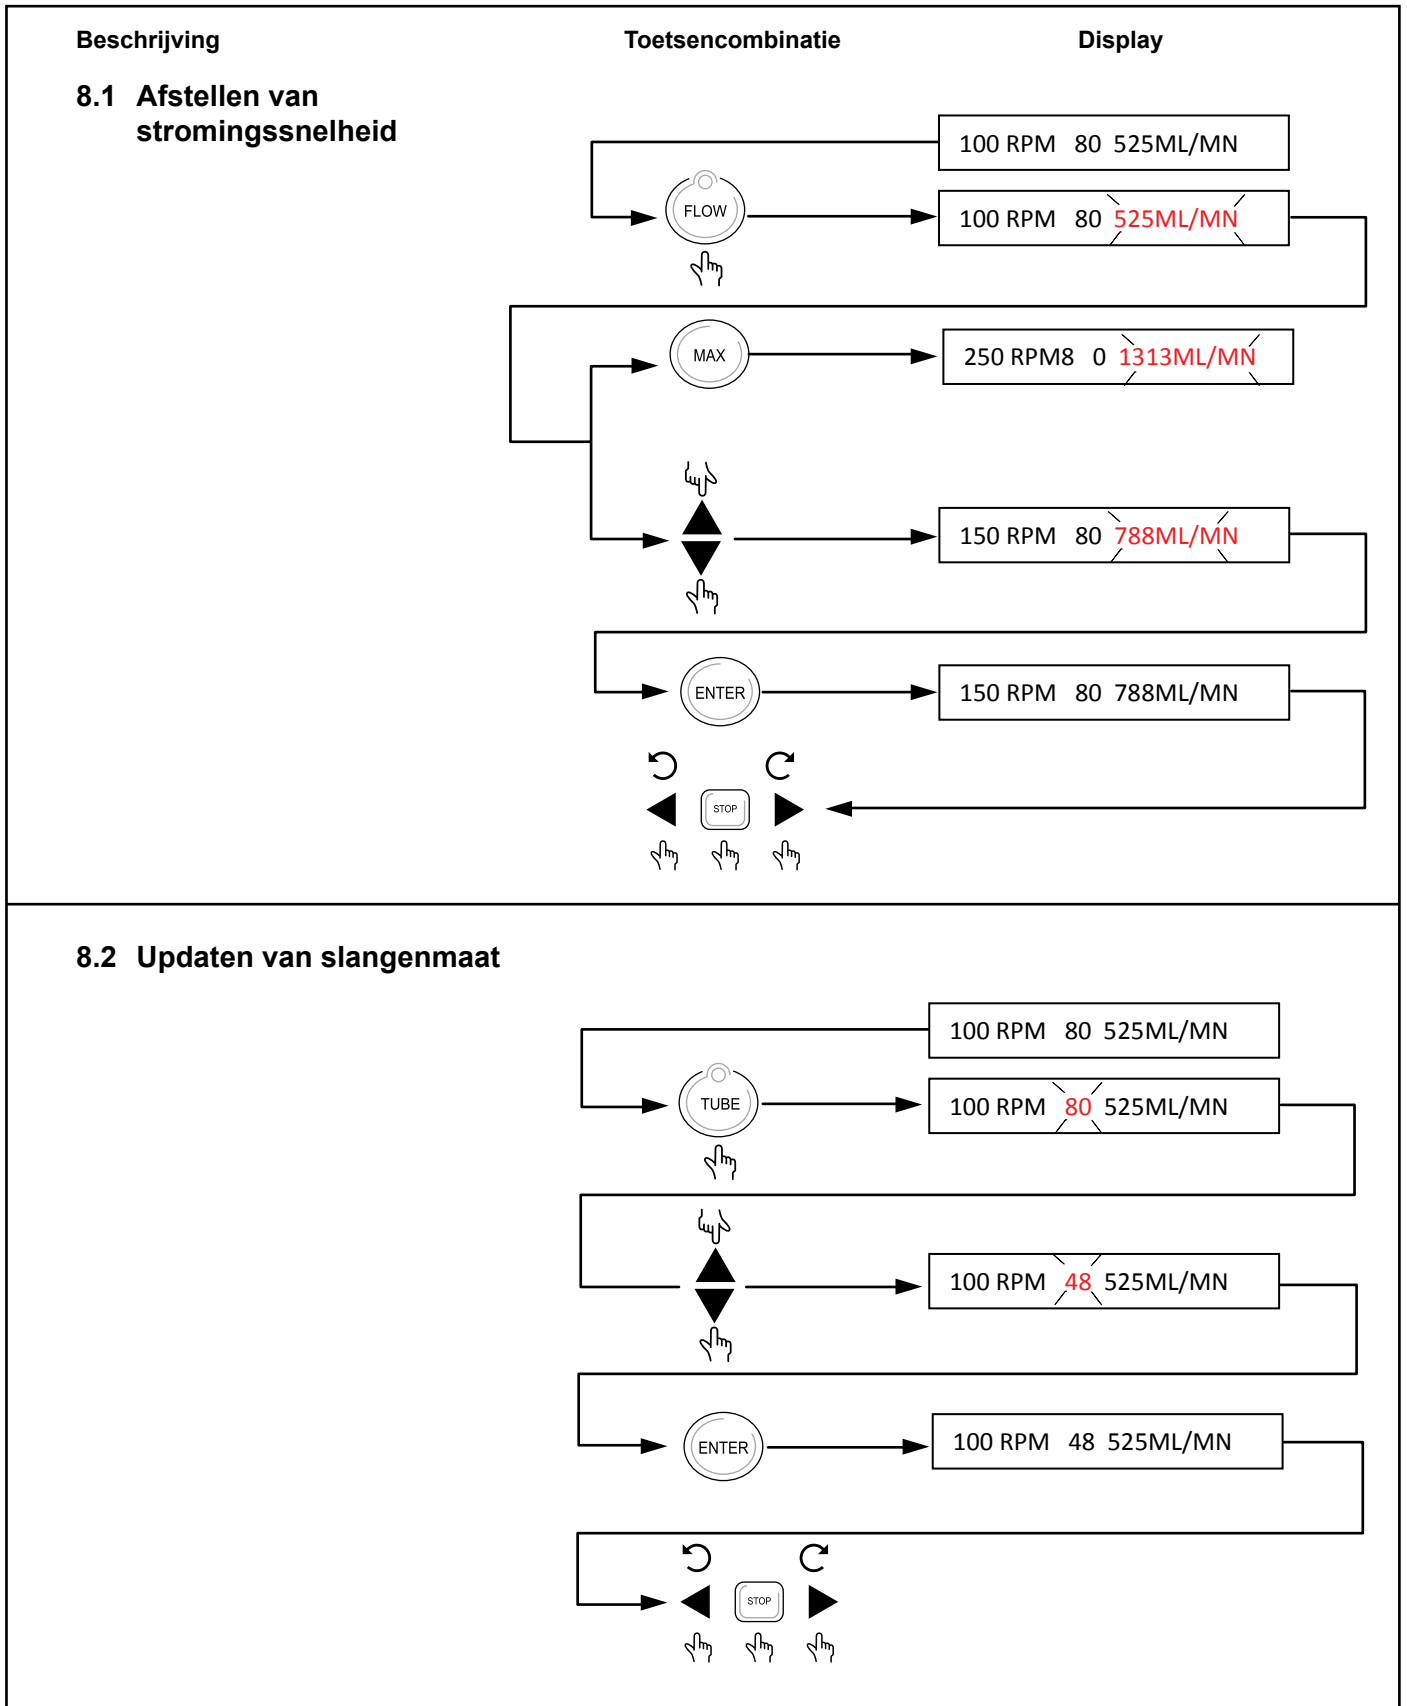 Beschrijving Toetsencombinatie Display
8.1 Afstellen van
stromingssnelheid
100 RPM 80 525ML/MN
FLOW
100 RPM 80 525ML/MN
MAX
250 RPM8 0 1313ML/MN
150 RPM 80 788ML/MN
ENTER
150 RPM 80 788ML/MN
STOP
8.2 Updaten van slangenmaat
100 RPM 80 525ML/MN
TUBE
100 RPM 80 525ML/MN
100 RPM 48 525ML/MN
ENTER
100 RPM 48 525ML/MN
STOP